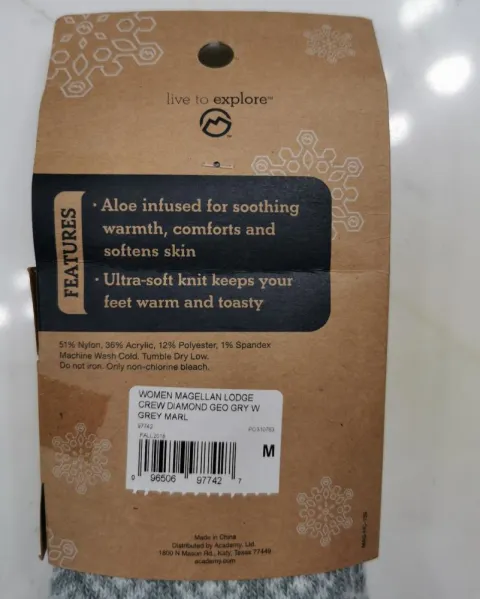 live to explore™
FEATURES
· Aloe infused for soothing
warmth, comforts and
softens skin
· Ultra-soft knit keeps your
feet warm and toasty
51% Nylon, 36% Acrylic, 12% Polyester, 1% Spandex
Machine Wash Cold. Tumble Dry Low.
Do not iron. Only non-chlorine bleach.
WOMEN MAGELLAN LODGE
CREW DIAMOND GEO GRY W
GREY MARL
97742
FALL2018
M
0 96506 97742 7
Made in China
Distributed by Academy, Ltd.
1800 N Mason Rd., Katy, Texas 77449
academy.com